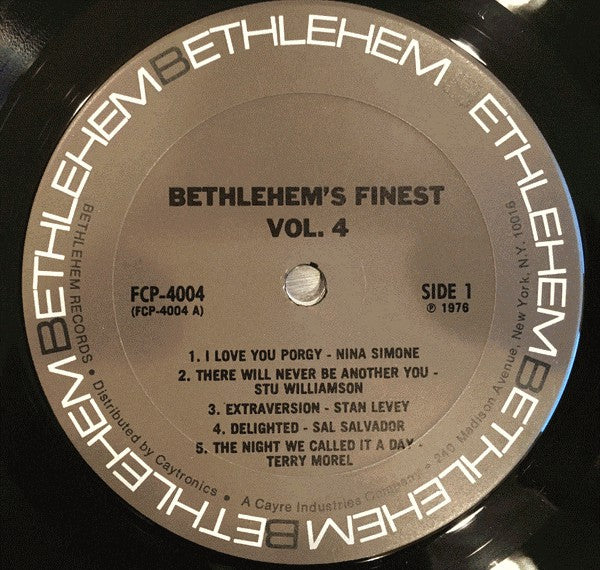 BETHLEHEM BETHLEHEM ETHLEHEM BETHLEHEM BETHLEHEM BETHLEHEM
BETHLEHEM'S FINEST
VOL. 4
FCP-4004
(FCP-4004 A)
SIDE 1
℗ 1976
1. I LOVE YOU PORGY - NINA SIMONE
2. THERE WILL NEVER BE ANOTHER YOU -
STU WILLIAMSON
3. EXTRAVERSION - STAN LEVEY
4. DELIGHTED - SAL SALVADOR
5. THE NIGHT WE CALLED IT A DAY -
TERRY MOREL
BETHLEHEM RECORDS • Distributed by Caytronics • A Cayre Industries Company • 240 Madison Avenue, New York, N.Y. 10016